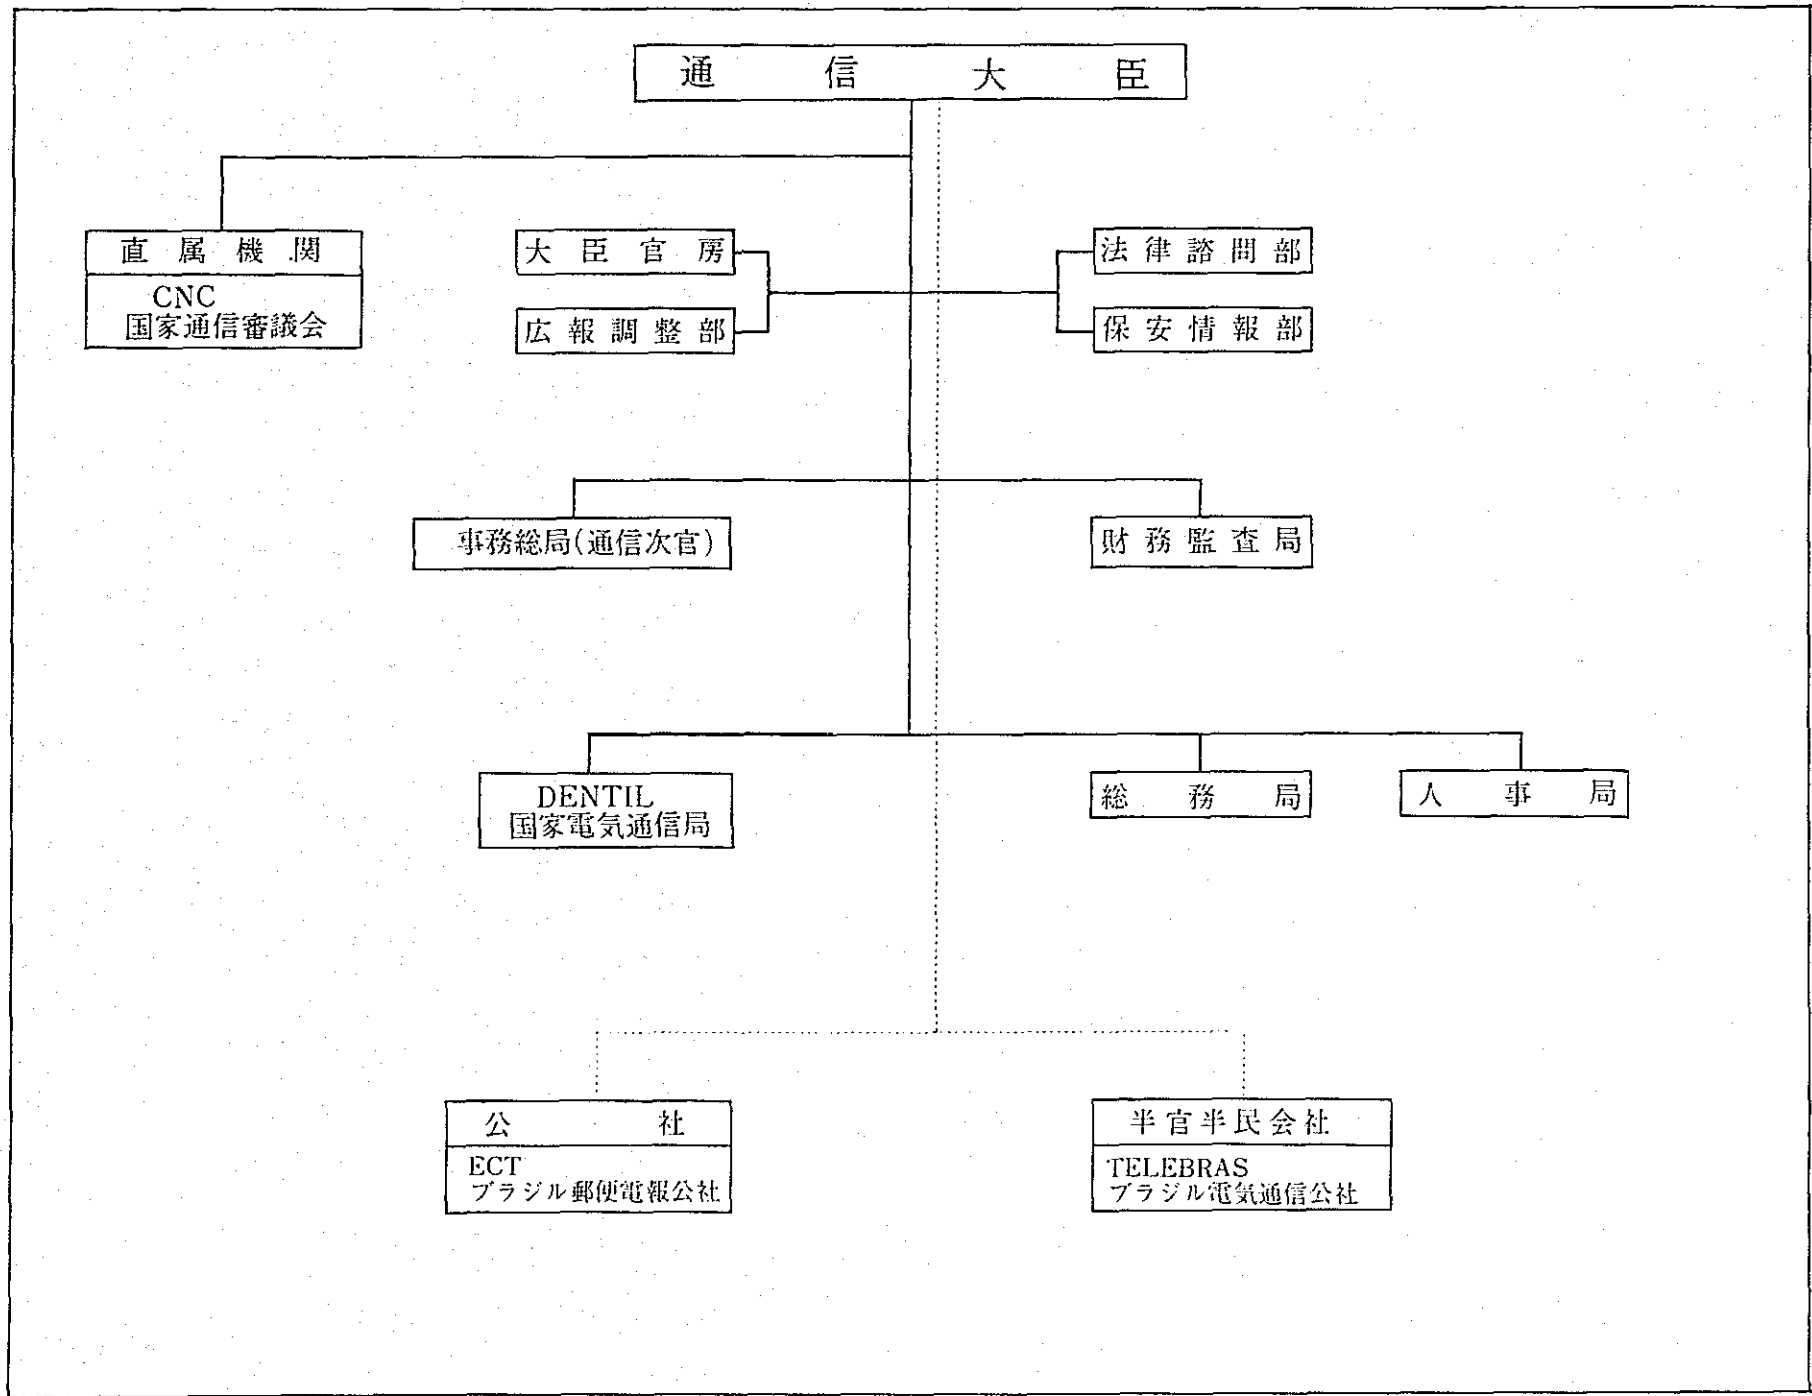 通信大臣
直属機関
CNC
国家通信審議会
大臣官房
広報調整部
法律諮問部
保安情報部
事務総局(通信次官)
財務監査局
DENTIL
国家電気通信局
総務局
人事局
公社
ECT
ブラジル郵便電報公社
半官半民会社
TELEBRAS
ブラジル電気通信公社